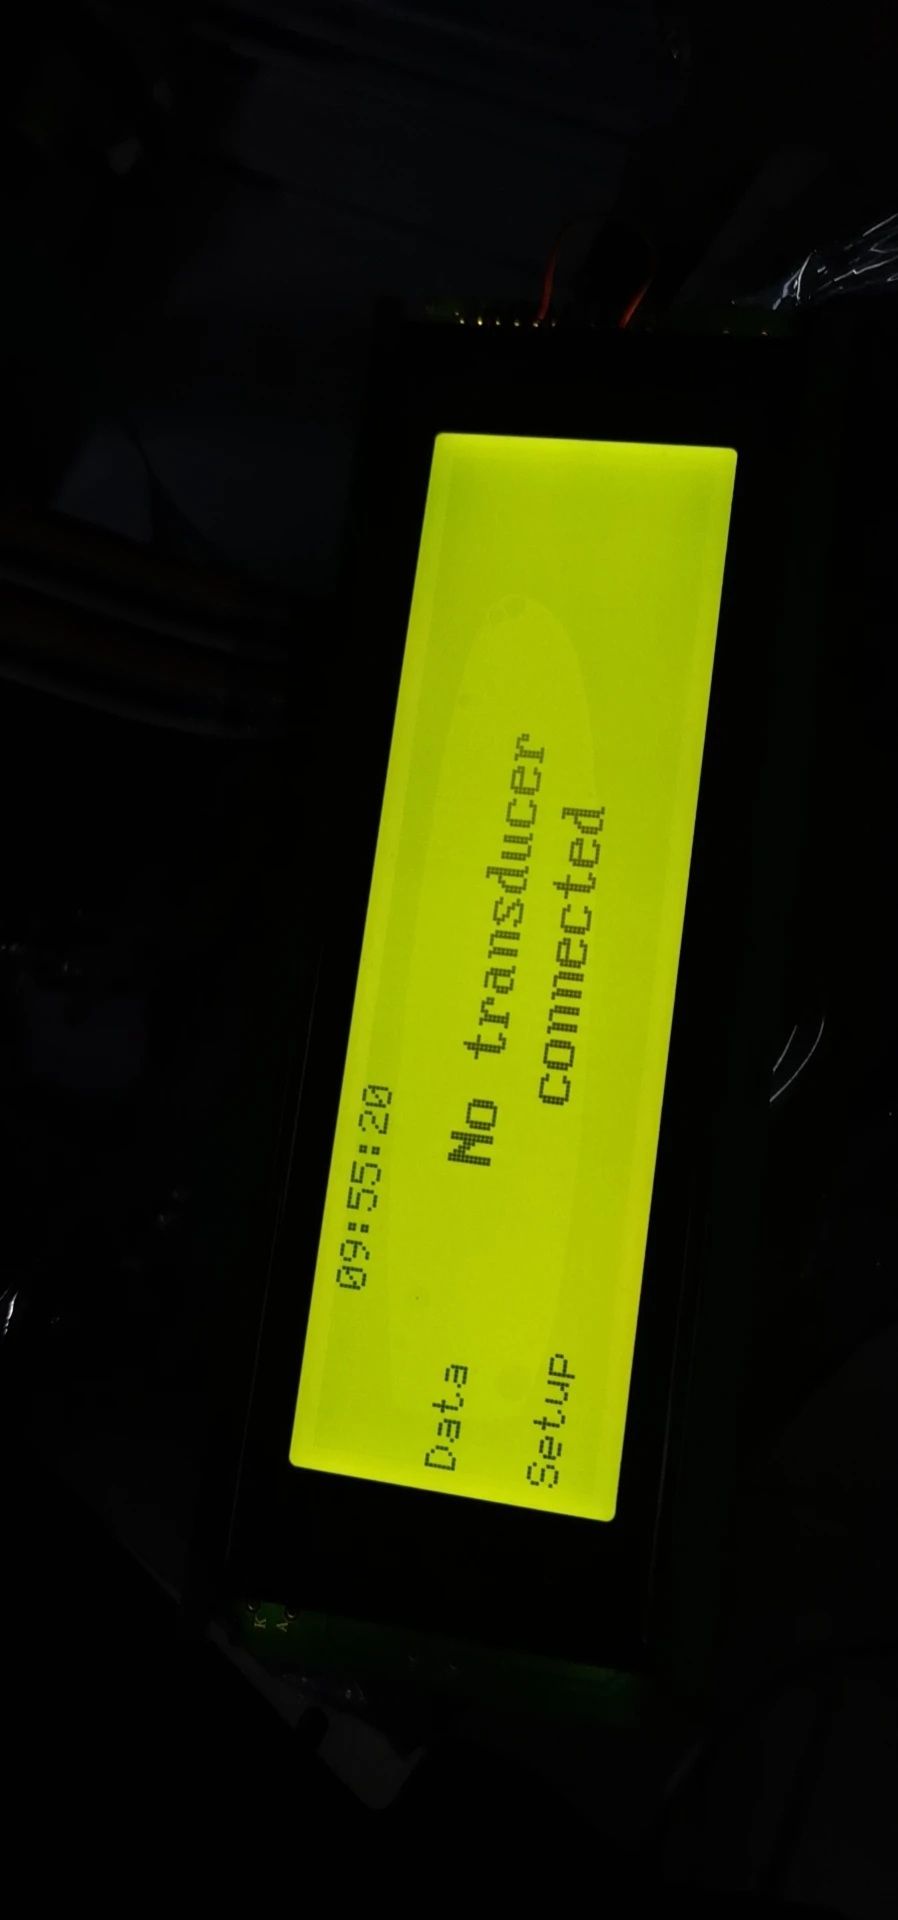 09:55:20
Data
No transducer
connected
Setup
K
A